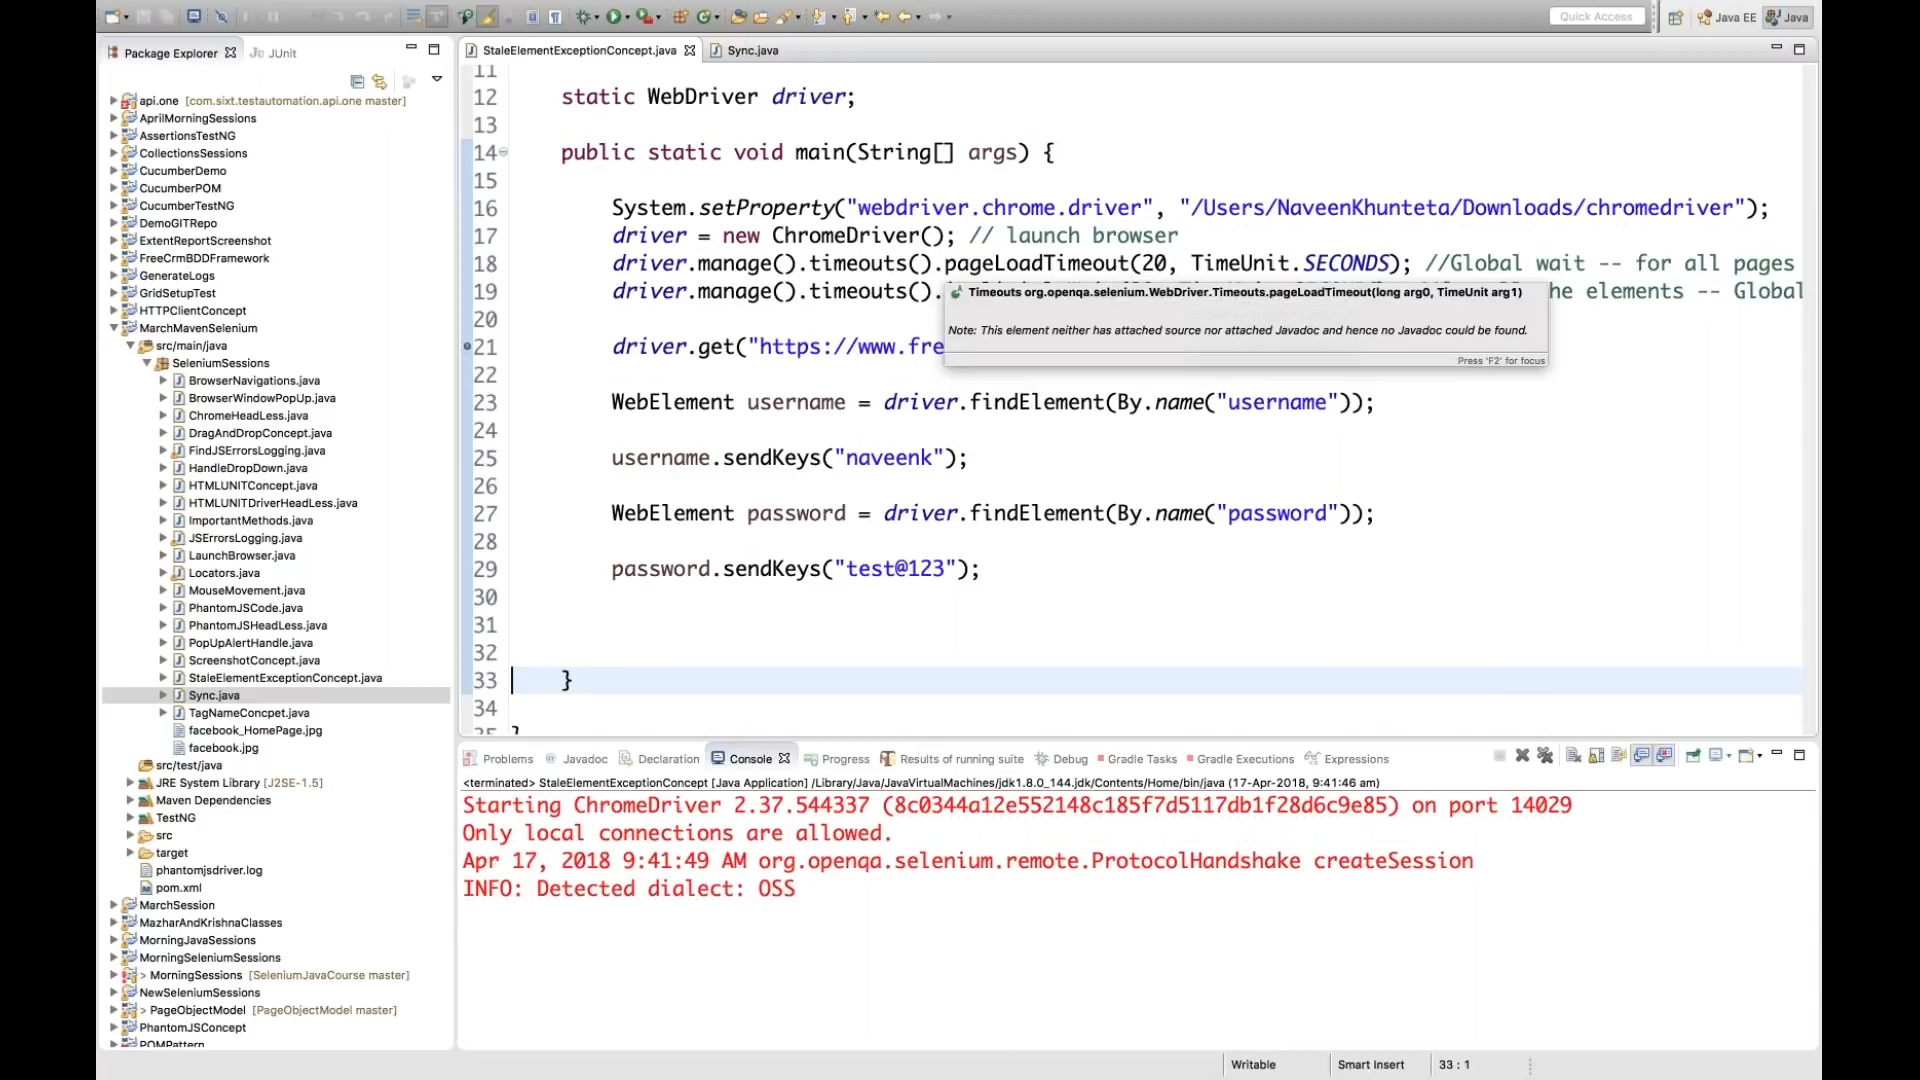 Quick Access
Java EE
Java
Package Explorer
JUnit
StaleElementExceptionConcept.java
Sync.java
api.one [com.sixt.testautomation.api.one master]
AprilMorningSessions
AssertionsTestNG
CollectionsSessions
CucumberDemo
CucumberPOM
CucumberTestNG
DemoGITRepo
ExtentReportScreenshot
FreeCrmBDDFramework
GenerateLogs
GridSetupTest
HTTPClientConcept
MarchMavenSelenium
src/main/java
SeleniumSessions
BrowserNavigations.java
BrowserWindowPopUp.java
ChromeHeadLess.java
DragAndDropConcept.java
FindJSErrorsLogging.java
HandleDropDown.java
HTMLUNITConcept.java
HTMLUNITDriverHeadLess.java
ImportantMethods.java
JSErrorsLogging.java
LaunchBrowser.java
Locators.java
MouseMovement.java
PhantomJSCode.java
PhantomJSHeadLess.java
PopUpAlertHandle.java
ScreenshotConcept.java
StaleElementExceptionConcept.java
Sync.java
TagNameConcpet.java
facebook_HomePage.jpg
facebook.jpg
src/test/java
JRE System Library [J2SE-1.5]
Maven Dependencies
TestNG
src
target
phantomjsdriver.log
pom.xml
MarchSession
MazharAndKrishnaClasses
MorningJavaSessions
MorningSeleniumSessions
> MorningSessions [SeleniumJavaCourse master]
NewSeleniumSessions
> PageObjectModel [PageObjectModel master]
PhantomJSConcept
POMPattern
11
12 static WebDriver driver;
13
14 public static void main(String[] args) {
15
16 System.setProperty("webdriver.chrome.driver", "/Users/NaveenKhunteta/Downloads/chromedriver");
17 driver = new ChromeDriver(); // launch browser
18 driver.manage().timeouts().pageLoadTimeout(20, TimeUnit.SECONDS); //Global wait -- for all pages
19 driver.manage().timeouts(). he elements -- Global
Timeouts org.openqa.selenium.WebDriver.Timeouts.pageLoadTimeout(long arg0, TimeUnit arg1)
Note: This element neither has attached source nor attached Javadoc and hence no Javadoc could be found.
Press 'F2' for focus
20
21 driver.get("https://www.fre
22
23 WebElement username = driver.findElement(By.name("username"));
24
25 username.sendKeys("naveenk");
26
27 WebElement password = driver.findElement(By.name("password"));
28
29 password.sendKeys("test@123");
30
31
32
33 }
34
35 }
Problems @ Javadoc Declaration Console Progress Results of running suite Debug Gradle Tasks Gradle Executions Expressions
<terminated> StaleElementExceptionConcept [Java Application] /Library/Java/JavaVirtualMachines/jdk1.8.0_144.jdk/Contents/Home/bin/java (17-Apr-2018, 9:41:46 am)
Starting ChromeDriver 2.37.544337 (8c0344a12e552148c185f7d5117db1f28d6c9e85) on port 14029
Only local connections are allowed.
Apr 17, 2018 9:41:49 AM org.openqa.selenium.remote.ProtocolHandshake createSession
INFO: Detected dialect: OSS
Writable
Smart Insert
33 : 1